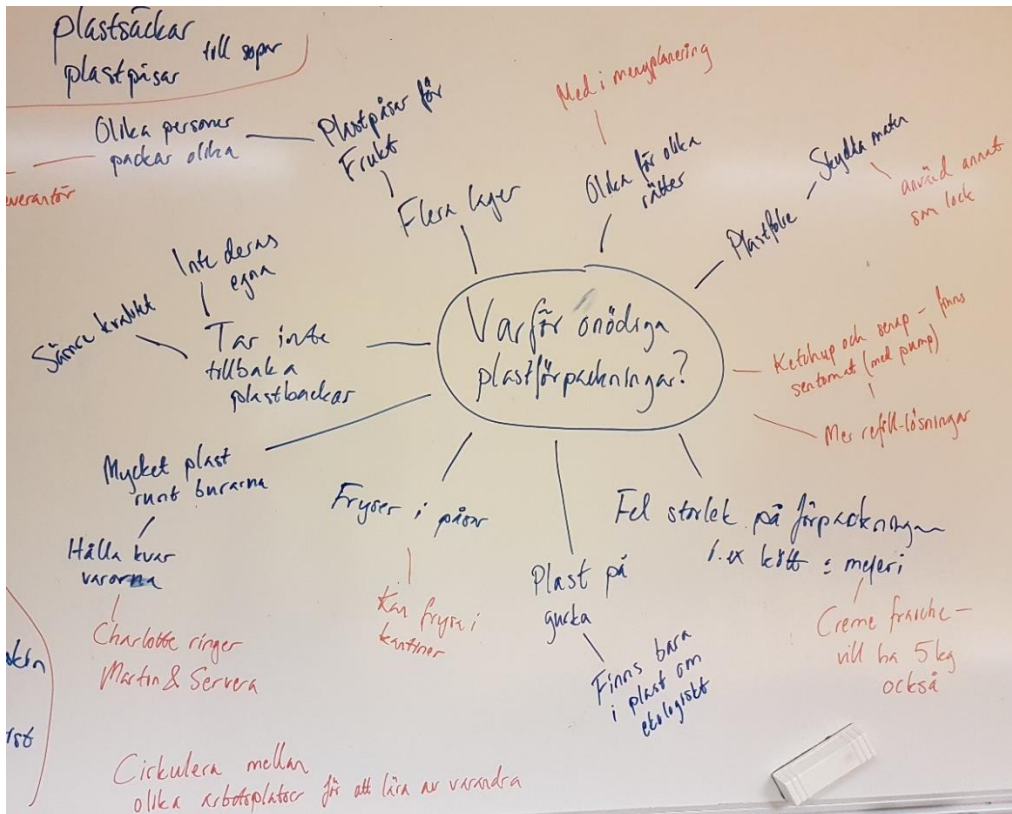 plastsäckar
plastpåsar till sopar
Olika personer
packar olika
everantör
Plastpåsar för
Frukt
Flera lager
Med i menyplanering
Olika för olika
rätter
Plastfolie
Skydda maten
använd annat
som lock
Inte deras
egna
Sämre kvalitet
Tar inte
tillbaka
plastbackar
Varför onödiga
plastförpackningar?
Ketchup och senap – finns
(med pump)
Mer refill-lösningar
Mycket plast
runt burarna
Hålla kvar
varorna
Charlotte ringer
Martin & Servera
Fryser i påsar
Kan frysa i
kantiner
Plast på
gurka
Finns bara
i plast om
ekologiskt
Fel storlek på förpackningen
t.ex kött & mejeri
Creme fraiche –
vill ha 5 kg
också
Cirkulera mellan
olika arbetsplatser för att lära av varandra